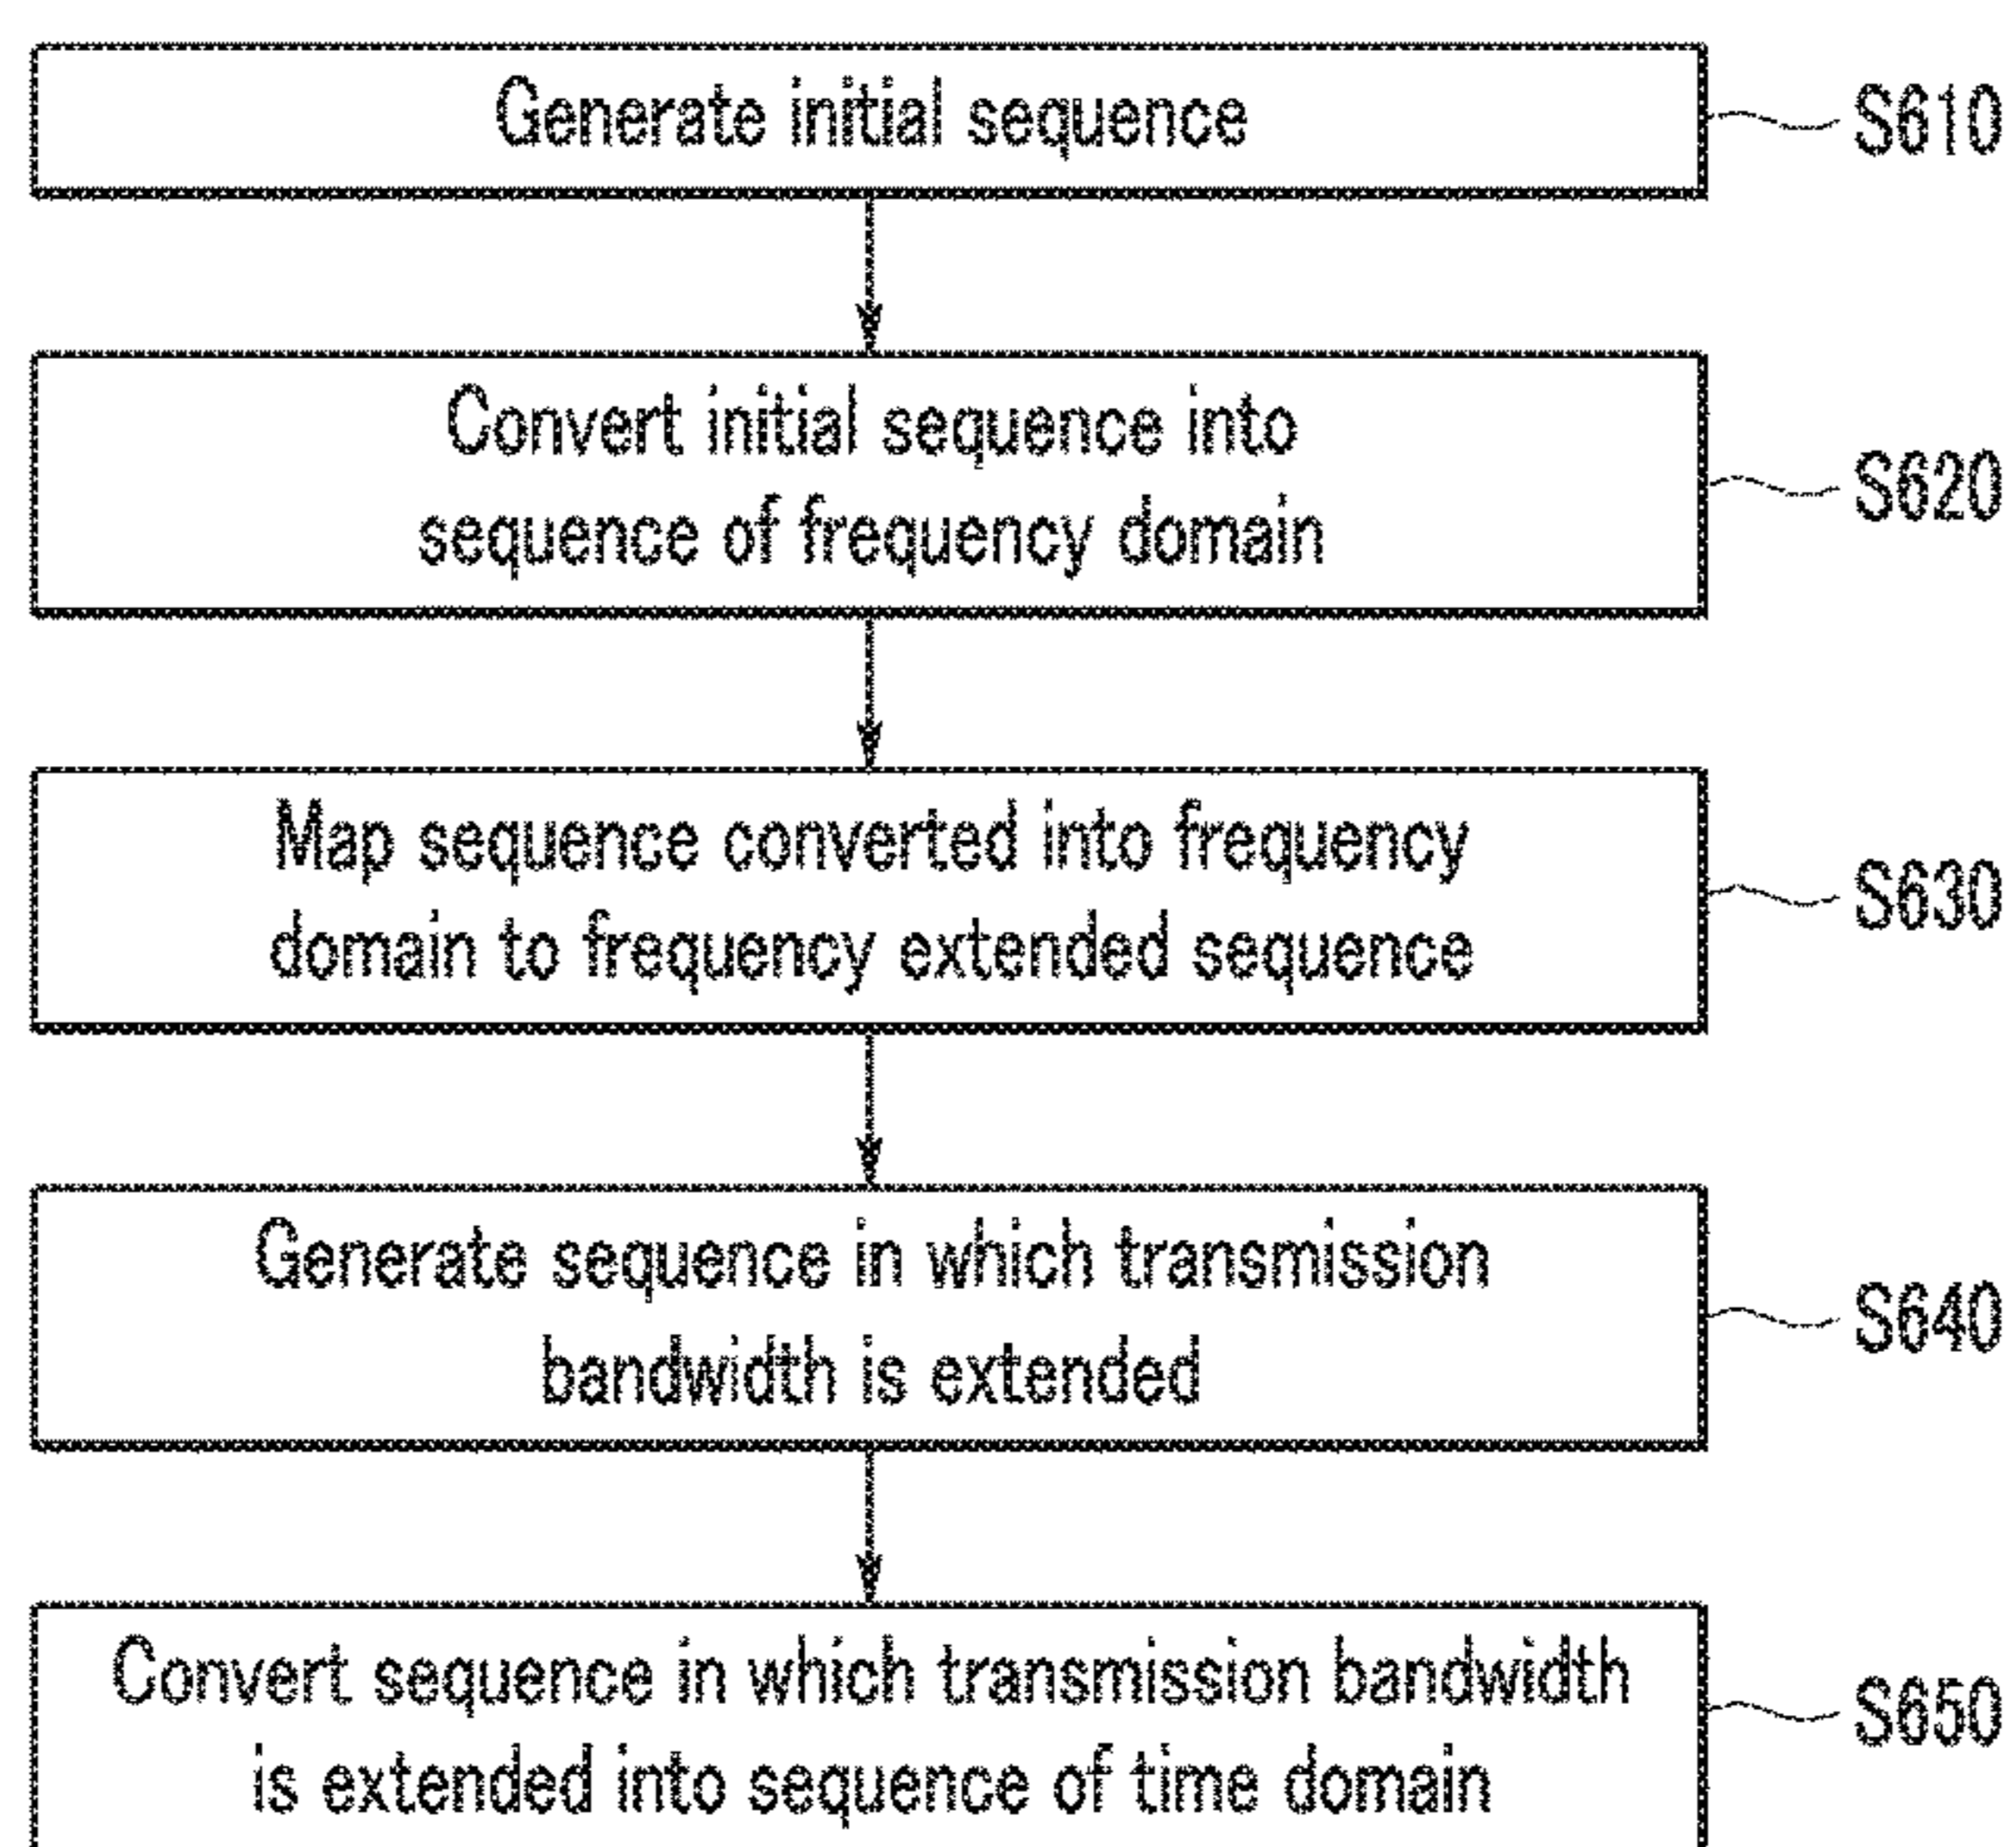 Generate initial sequence
S610
Convert initial sequence into
sequence of frequency domain
S620
Map sequence converted into frequency
domain to frequency extended sequence
S630
Generate sequence in which transmission
bandwidth is extended
S640
Convert sequence in which transmission bandwidth
is extended into sequence of time domain
S650